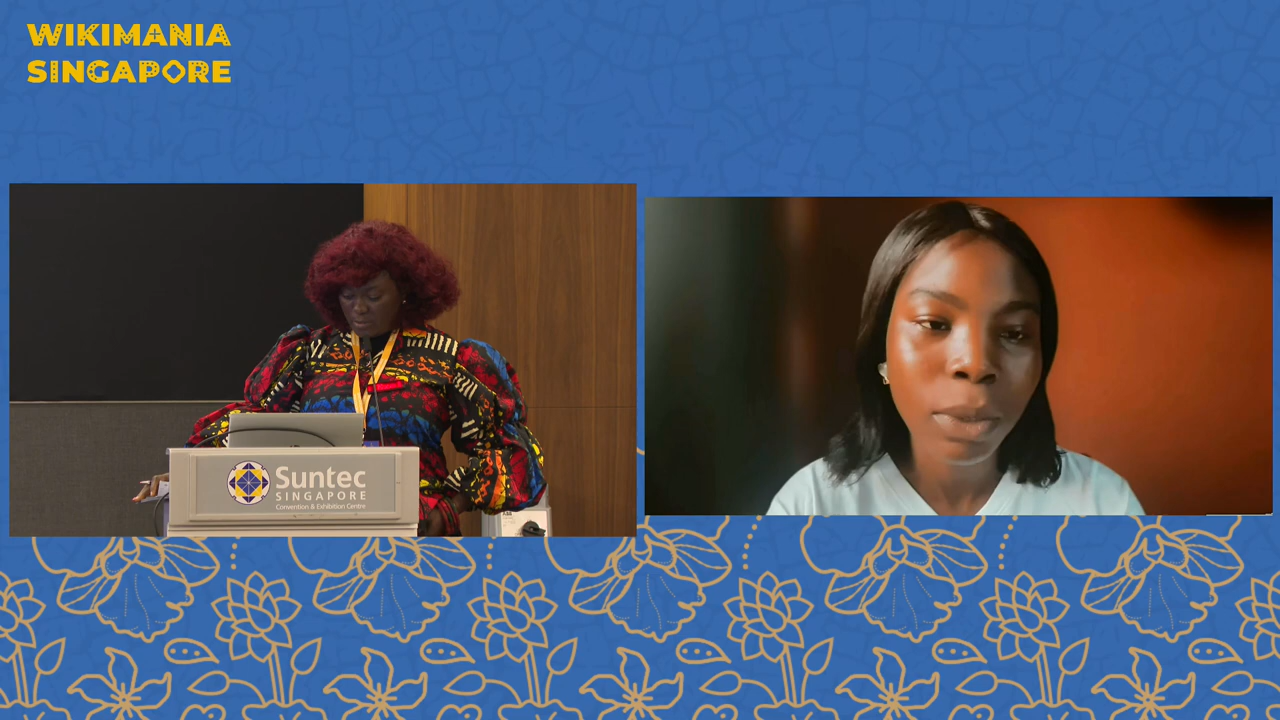 WIKIMANIA
SINGAPORE
Suntec
SINGAPORE
Convention & Exhibition Centre